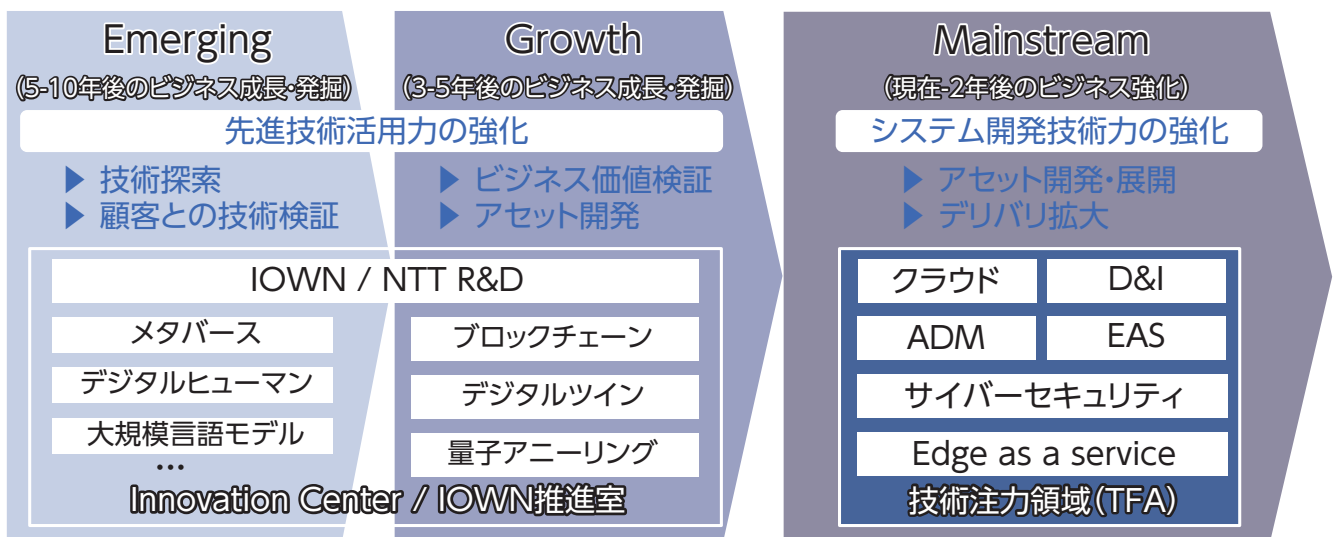 Emerging
(5-10年後のビジネス成長・発掘)
Growth
(3-5年後のビジネス成長・発掘)
先進技術活用力の強化
▶ 技術探索
▶ 顧客との技術検証
▶ ビジネス価値検証
▶ アセット開発
IOWN / NTT R&D
メタバース
デジタルヒューマン
大規模言語モデル
…
ブロックチェーン
デジタルツイン
量子アニーリング
Innovation Center / IOWN推進室
Mainstream
(現在-2年後のビジネス強化)
システム開発技術力の強化
▶ アセット開発・展開
▶ デリバリ拡大
クラウド
D&I
ADM
EAS
サイバーセキュリティ
Edge as a service
技術注力領域(TFA)